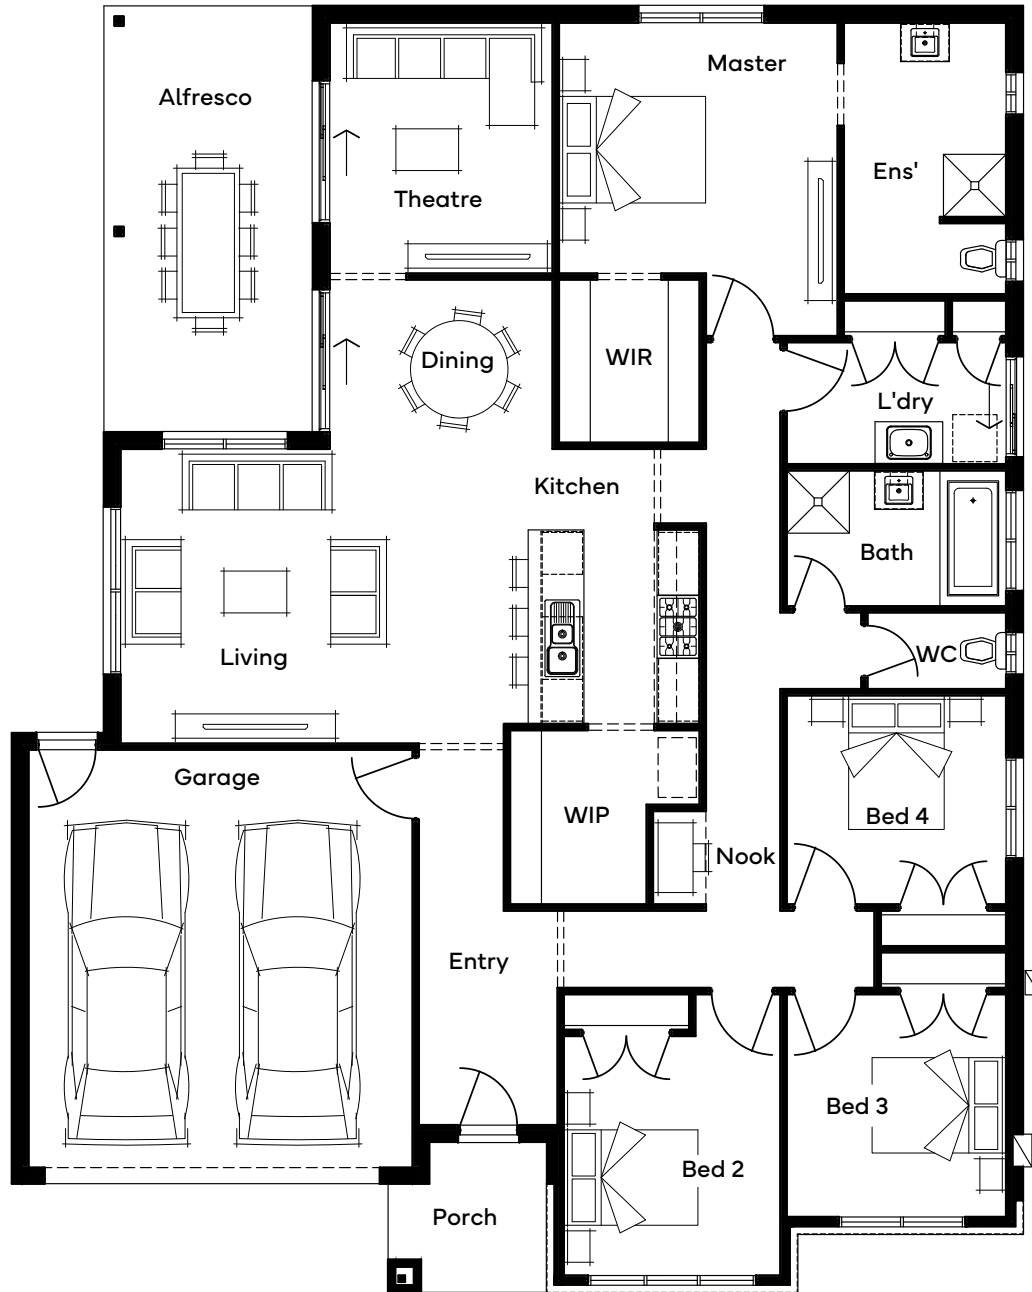 Master
Alfresco
Ens'
Theatre
Dining
WIR
L'dry
Kitchen
Bath
Living
WC
Garage
WIP
Bed 4
Nook
Entry
Bed 3
Bed 2
Porch